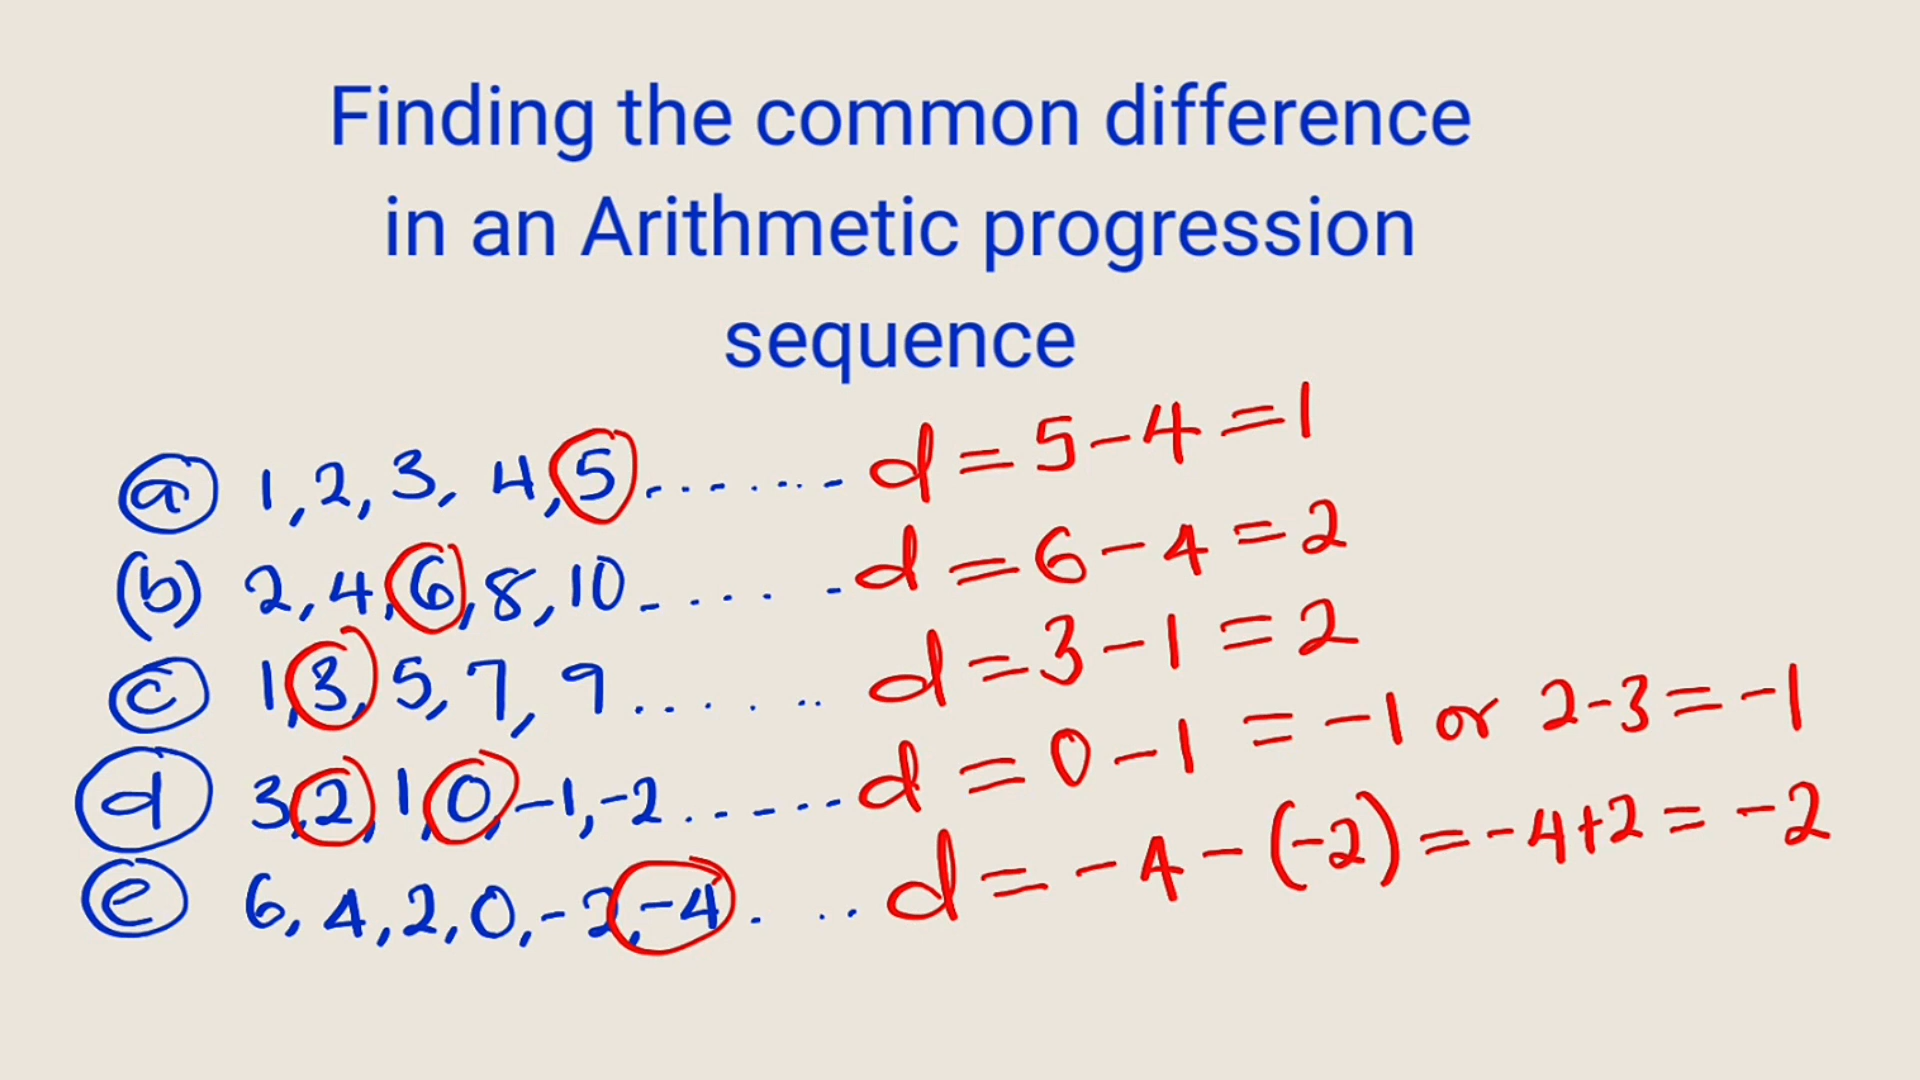 Finding the common difference
in an Arithmetic progression
sequence
(a) 1, 2, 3, 4, 5, ....... d = 5 - 4 = 1
(b) 2, 4, 6, 8, 10 ..... d = 6 - 4 = 2
(c) 1, 3, 5, 7, 9 ...... d = 3 - 1 = 2
(d) 3, 2, 1, 0, -1, -2 ...... d = 0 - 1 = -1 or 2 - 3 = -1
(e) 6, 4, 2, 0, -2, -4 .... d = -4 - (-2) = -4 + 2 = -2